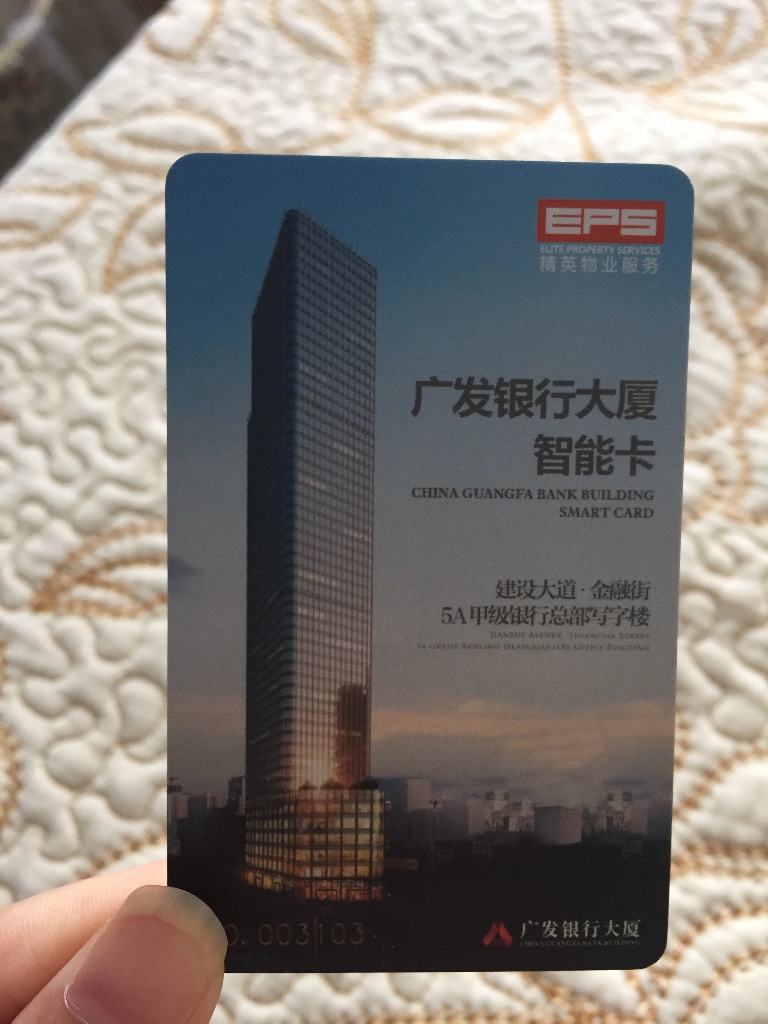 EPS
ELITE PROPERTY SERVICES
精英物业服务
广发银行大厦
智能卡
CHINA GUANGFA BANK BUILDING
SMART CARD
建设大道·金融街
5A甲级银行总部写字楼
JIANSHE AVENUE · FINANCIAL STREET
5A GRADE BANKING HEADQUARTERS OFFICE BUILDING
O. 003103
广发银行大厦
CHINA GUANGFA BANK BUILDING